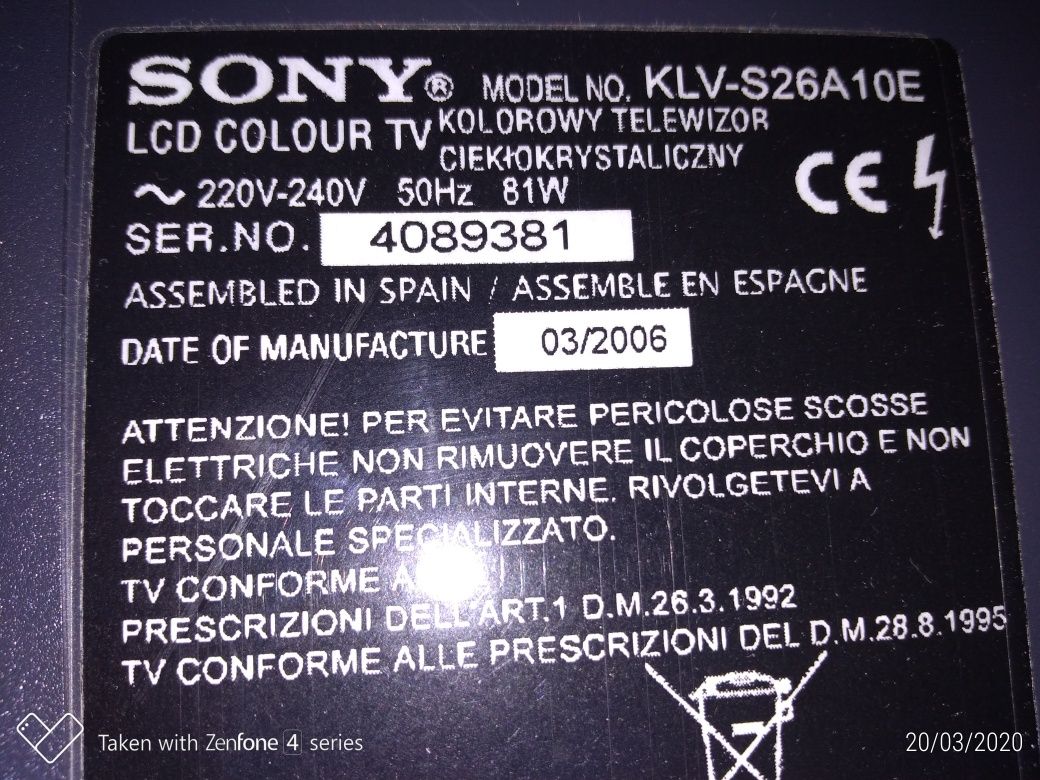 SONY® MODEL NO. KLV-S26A10E
LCD COLOUR TV KOLOROWY TELEWIZOR
CIEKŁOKRYSTALICZNY
220V-240V 50Hz 81W
CE
SER.NO. 4089381
ASSEMBLED IN SPAIN / ASSEMBLE EN ESPAGNE
DATE OF MANUFACTURE 03/2006
ATTENZIONE! PER EVITARE PERICOLOSE SCOSSE
ELETTRICHE NON RIMUOVERE IL COPERCHIO E NON
TOCCARE LE PARTI INTERNE. RIVOLGETEVI A
PERSONALE SPECIALIZZATO.
TV CONFORME
PRESCRIZIONI DELL'ART.1 D.M.26.3.1992
TV CONFORME ALLE PRESCRIZIONI DEL D.M.28.8.1995
Taken with Zenfone 4 series
20/03/2020